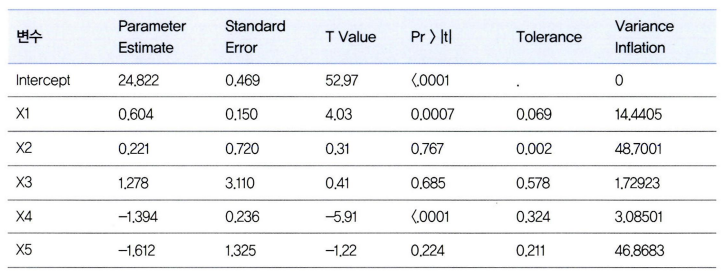 변수 Parameter Estimate Standard Error T Value Pr > |t| Tolerance Variance Inflation
Intercept 24.822 0.469 52.97 <.0001 . 0
X1 0.604 0.150 4.03 0.0007 0.069 14.4405
X2 0.221 0.720 0.31 0.767 0.002 48.7001
X3 1.278 3.110 0.41 0.685 0.578 1.72923
X4 −1.394 0.236 −5.91 <.0001 0.324 3.08501
X5 −1.612 1.325 −1.22 0.224 0.211 46.8683